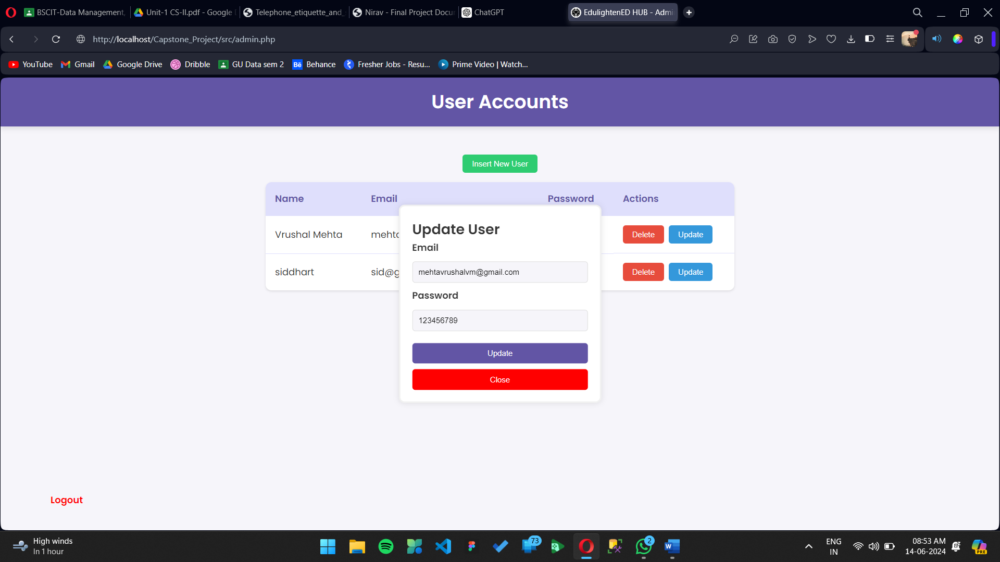 BSCIT-Data Management,
Unit-1 CS-II.pdf - Google
Telephone_etiquette_and_
Nirav - Final Project Docu
ChatGPT
EdulightenED HUB - Admi
http://localhost/Capstone_Project/src/admin.php
YouTube
Gmail
Google Drive
Dribble
GU Data sem 2
Bē Behance
Fresher Jobs - Resu...
Prime Video | Watch...
User Accounts
Insert New User
Name Email Password Actions
Vrushal Mehta mehta Delete Update
siddhart sid@g Delete Update
Update User
Email
mehtavrushalvm@gmail.com
Password
123456789
Update
Close
Logout
High winds
In 1 hour
73
2
W
ENG
IN
08:53 AM
14-06-2024
PRE